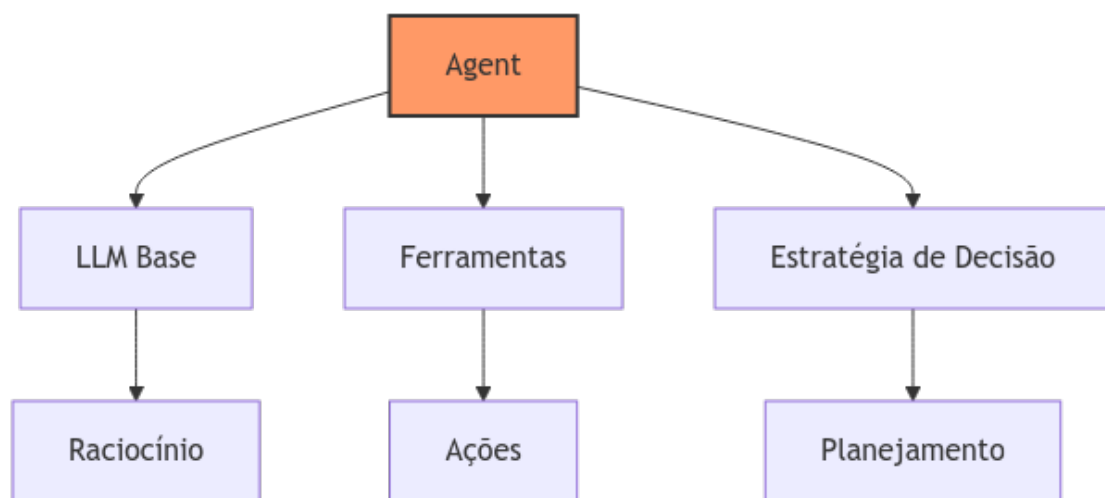 Agent
LLM Base
Ferramentas
Estratégia de Decisão
Raciocínio
Ações
Planejamento